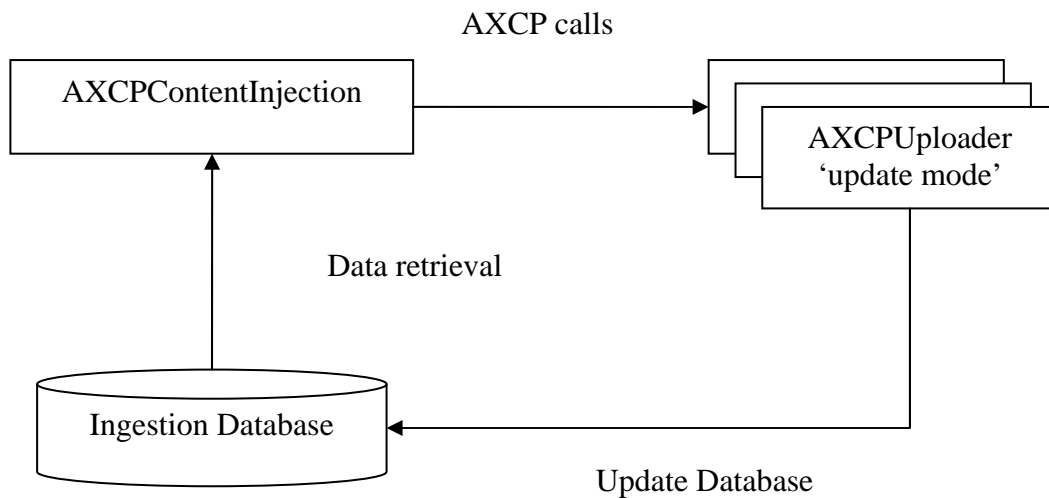 AXCP calls
AXCPContentInjection
AXCPUploader
‘update mode’
Data retrieval
Ingestion Database
Update Database